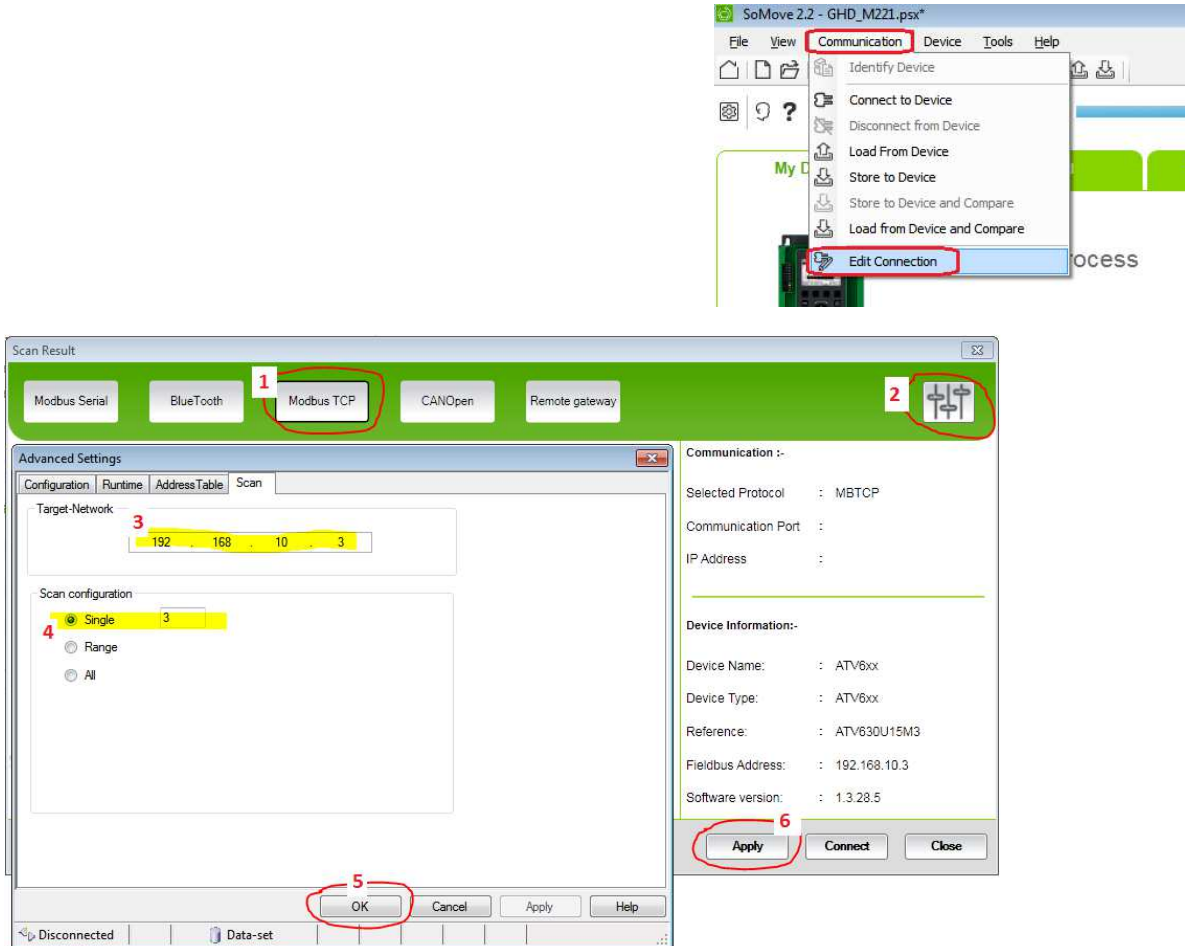 SoMove 2.2 - GHD_M221.psx*
File View Communication Device Tools Help
Identify Device
Connect to Device
Disconnect from Device
Load From Device
Store to Device
Store to Device and Compare
Load from Device and Compare
Edit Connection
?
My D
rocess
Scan Result
1
2
Modbus Serial BlueTooth Modbus TCP CANOpen Remote gateway
Advanced Settings
Configuration Runtime AddressTable Scan
Target-Network
3
192 . 168 . 10 . 3
Scan configuration
4
Single 3
Range
All
5
OK Cancel Apply Help
Disconnected Data-set
Communication :-
Selected Protocol : MBTCP
Communication Port :
IP Address :
Device Information:-
Device Name: : ATV6xx
Device Type: : ATV6xx
Reference: : ATV630U15M3
Fieldbus Address: : 192.168.10.3
Software version: : 1.3.28.5
6
Apply Connect Close